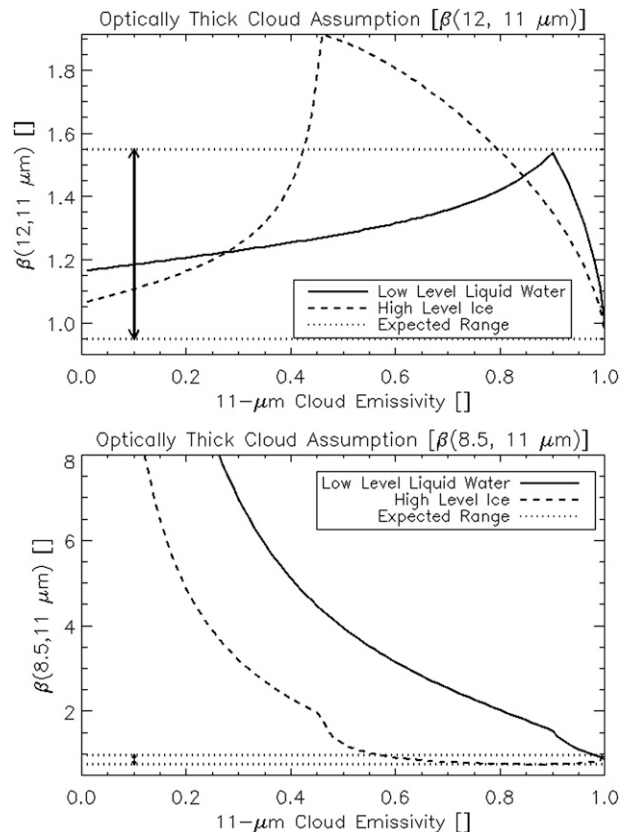 Optically Thick Cloud Assumption [β(12, 11 μm)]
β(12,11 μm) []
1.8
1.6
1.4
1.2
1.0
Low Level Liquid Water
High Level Ice
Expected Range
0.0 0.2 0.4 0.6 0.8 1.0
11-μm Cloud Emissivity []
Optically Thick Cloud Assumption [β(8.5, 11 μm)]
β(8.5,11 μm) []
8
6
4
2
Low Level Liquid Water
High Level Ice
Expected Range
0.0 0.2 0.4 0.6 0.8 1.0
11-μm Cloud Emissivity []